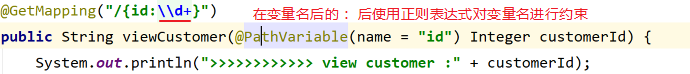 @GetMapping("/{id:\\d+}") 在变量名后的 : 后使用正则表达式对变量名进行约束
public String viewCustomer(@PathVariable(name = "id") Integer customerId) {
System.out.println(">>>>>>>>>>>> view customer :" + customerId);